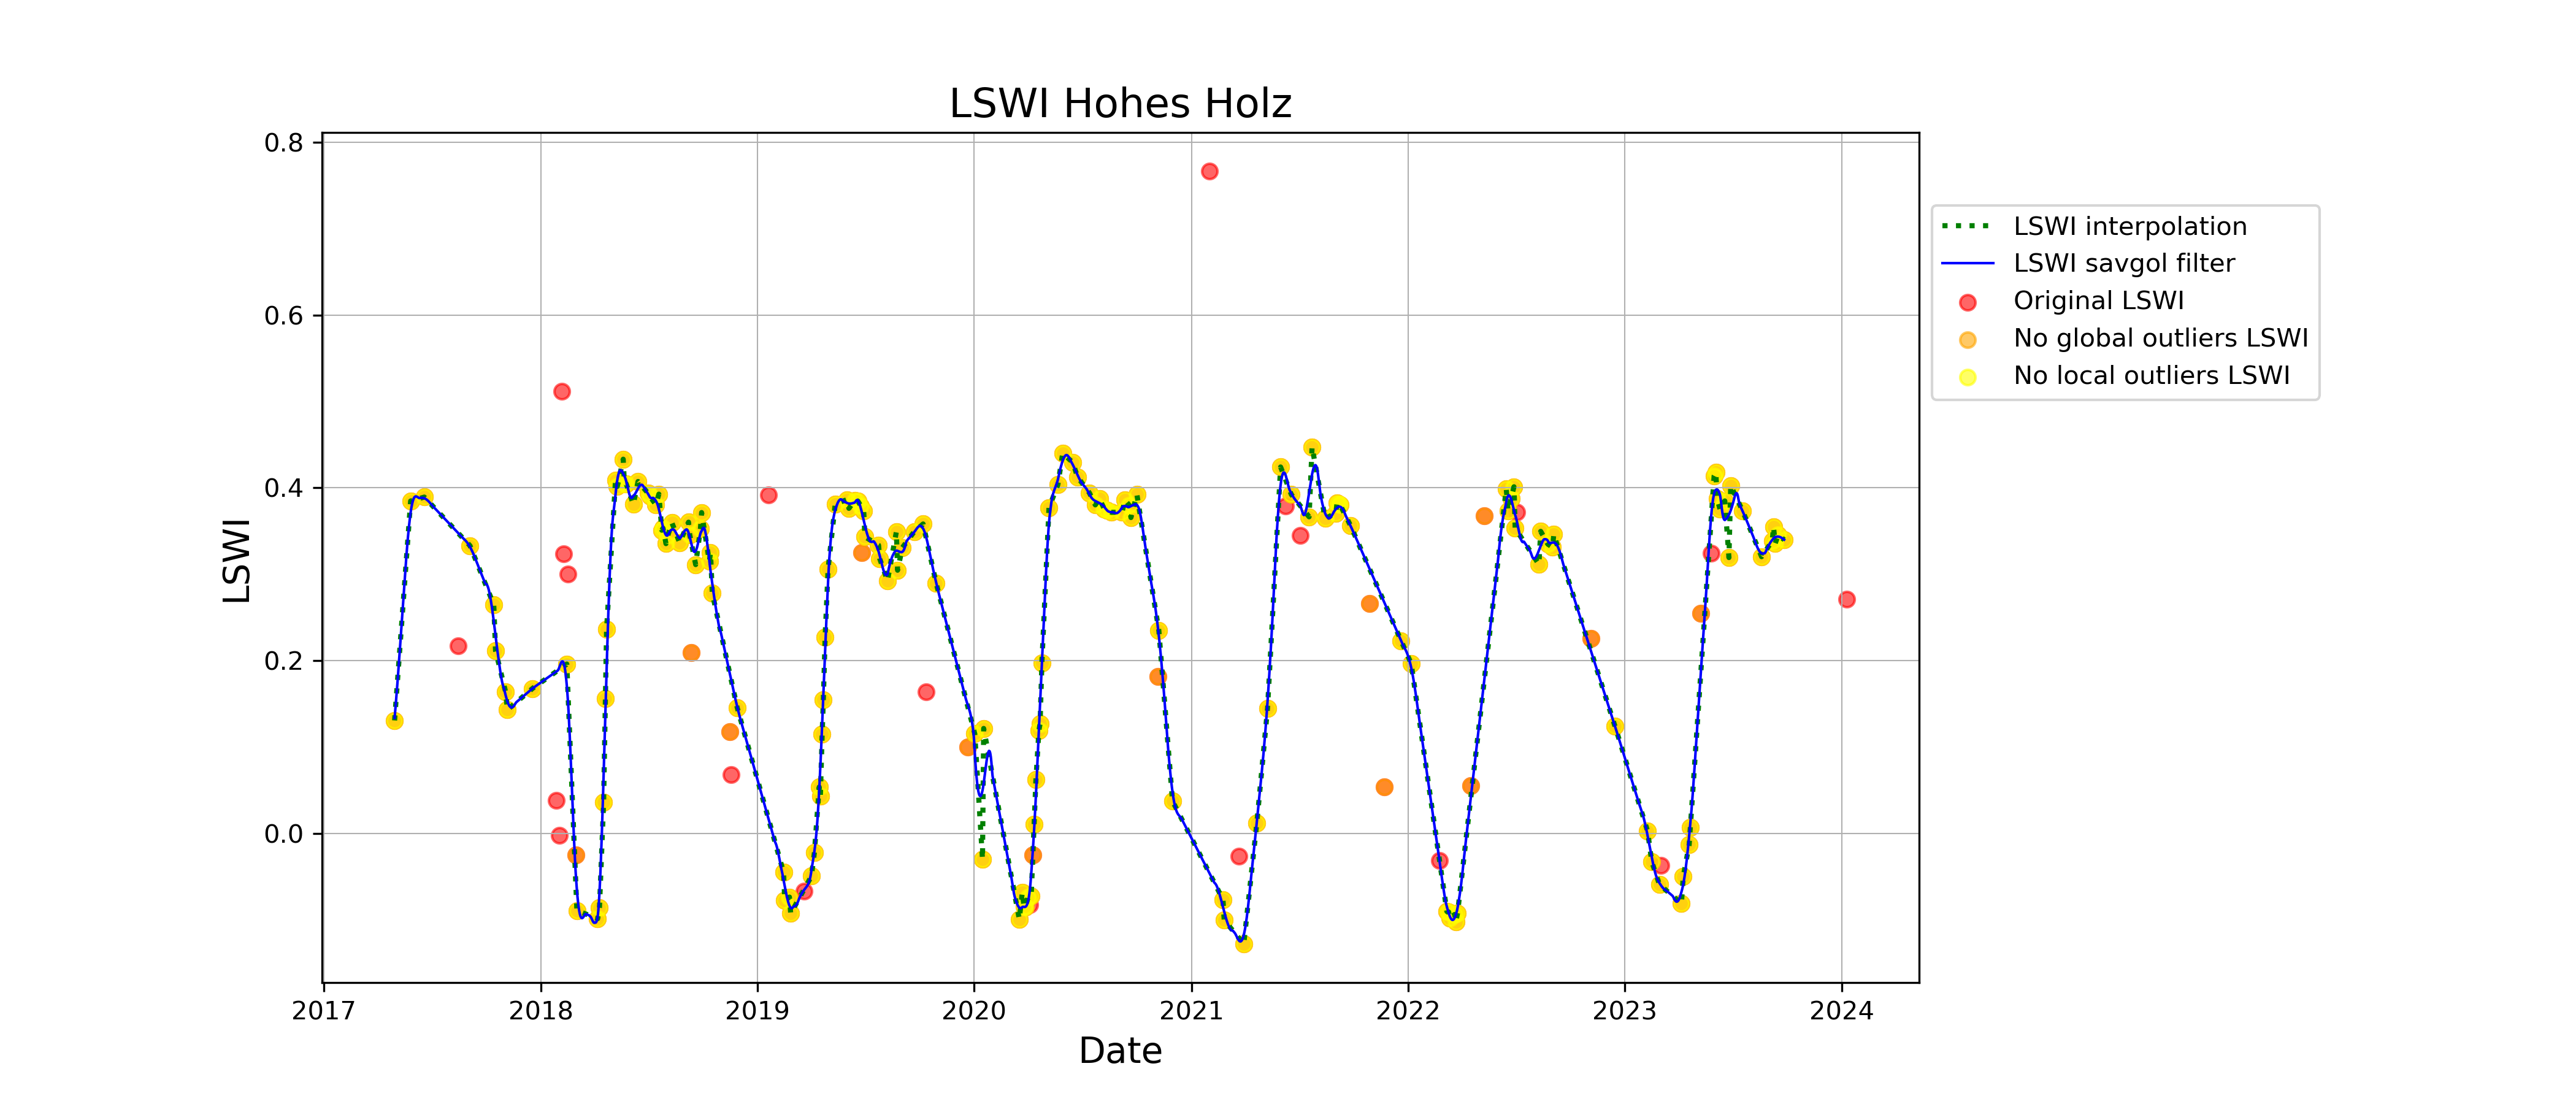 LSWI Hohes Holz
0.8
0.6
0.4
0.2
0.0
LSWI
2017 2018 2019 2020 2021 2022 2023 2024
Date
LSWI interpolation
LSWI savgol filter
Original LSWI
No global outliers LSWI
No local outliers LSWI